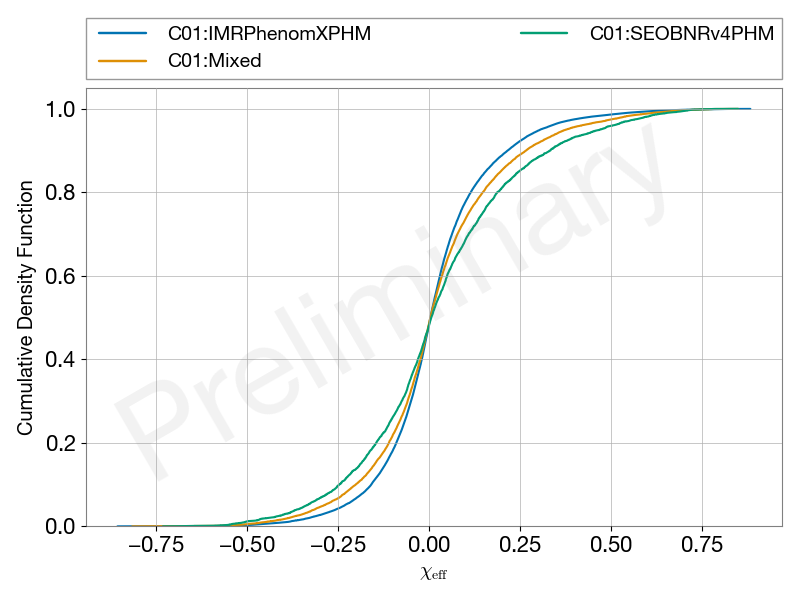 C01:IMRPhenomXPHM
C01:Mixed
C01:SEOBNRv4PHM
Cumulative Density Function
1.0
0.8
0.6
0.4
0.2
0.0
Preliminary
−0.75 −0.50 −0.25 0.00 0.25 0.50 0.75
χeff